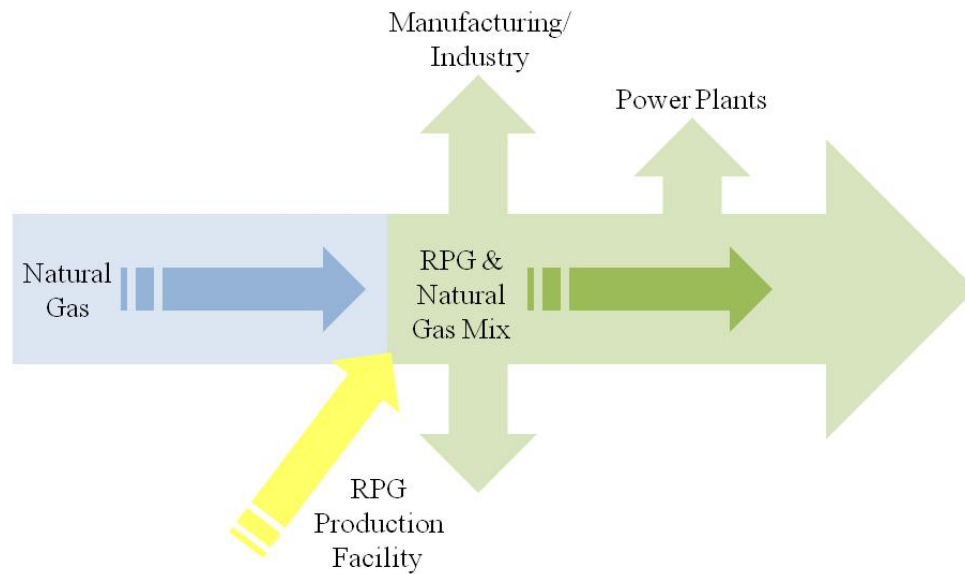 Manufacturing/
Industry
Power Plants
Natural
Gas
RPG &
Natural
Gas Mix
RPG
Production
Facility